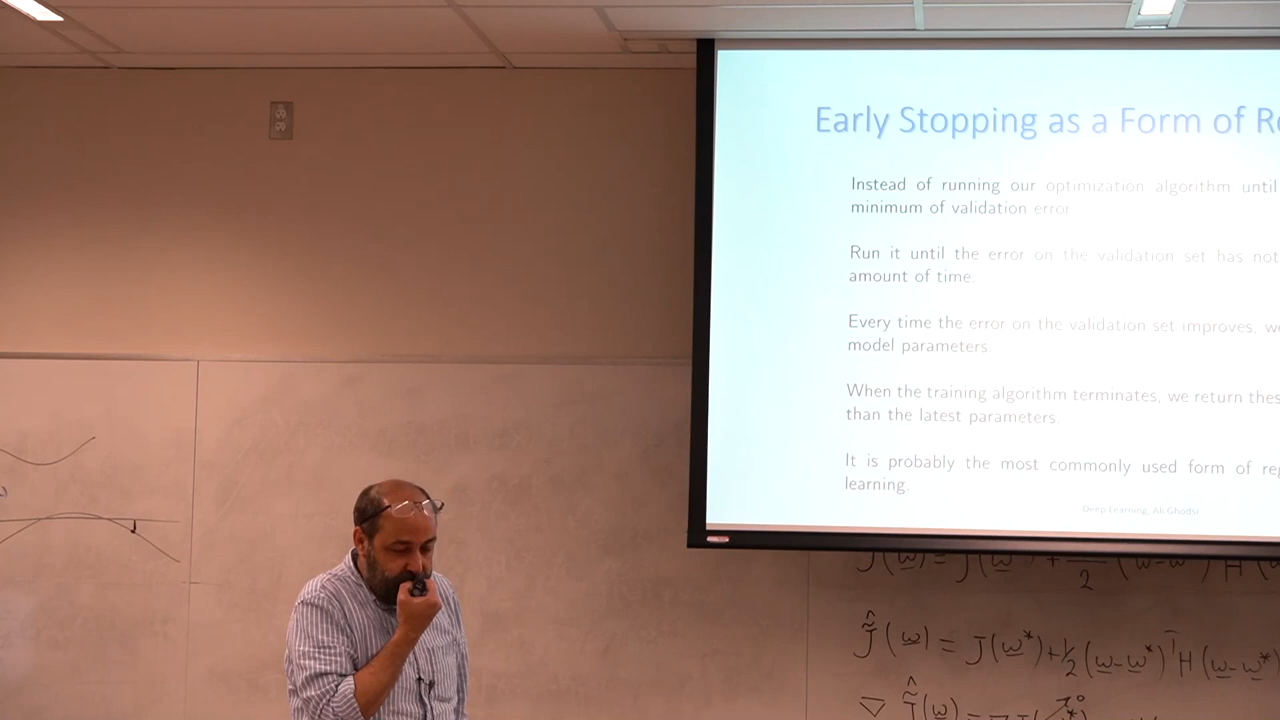 Early Stopping as a Form of
Instead of running our optimization algorithm until
minimum of validation error
Run it until the error on the validation set has not
amount of time.
Every time the error on the validation set improves, we
model parameters.
When the training algorithm terminates, we return
than the latest parameters.
It is probably the most commonly used form of
learning.
Deep Learning, Ali Ghodsi
J(w) = J(w*) + 1/2 (w-w*)ᵀ H (w-w*)